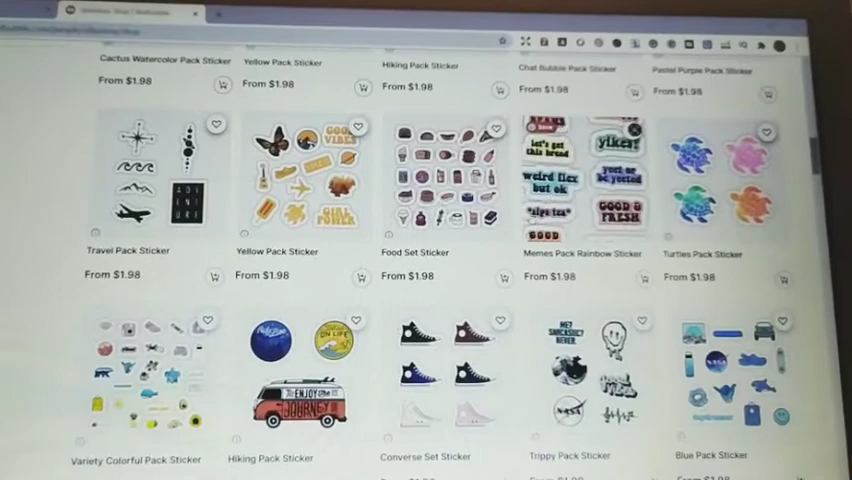 Cactus Watercolor Pack Sticker
Yellow Pack Sticker
Hiking Pack Sticker
Chat Bubble Pack Sticker
Pastel Purple Pack Sticker
From $1.98
From $1.98
From $1.98
From $1.98
From $1.98
GOOD
VIBES
GIRL
POWER
let's get
this bread
yikes!
weird flex
but ok
yeet or
be yeeted
*sips tea*
GOOD &
FRESH
GOOD
Travel Pack Sticker
Yellow Pack Sticker
Food Set Sticker
Memes Pack Rainbow Sticker
Turtles Pack Sticker
From $1.98
From $1.98
From $1.98
From $1.98
From $1.98
ENJOY the
JOURNEY
ON LIFE
ME?
SARCASTIC?
NEVER.
NASA
NASA
Variety Colorful Pack Sticker
Hiking Pack Sticker
Converse Set Sticker
Trippy Pack Sticker
Blue Pack Sticker